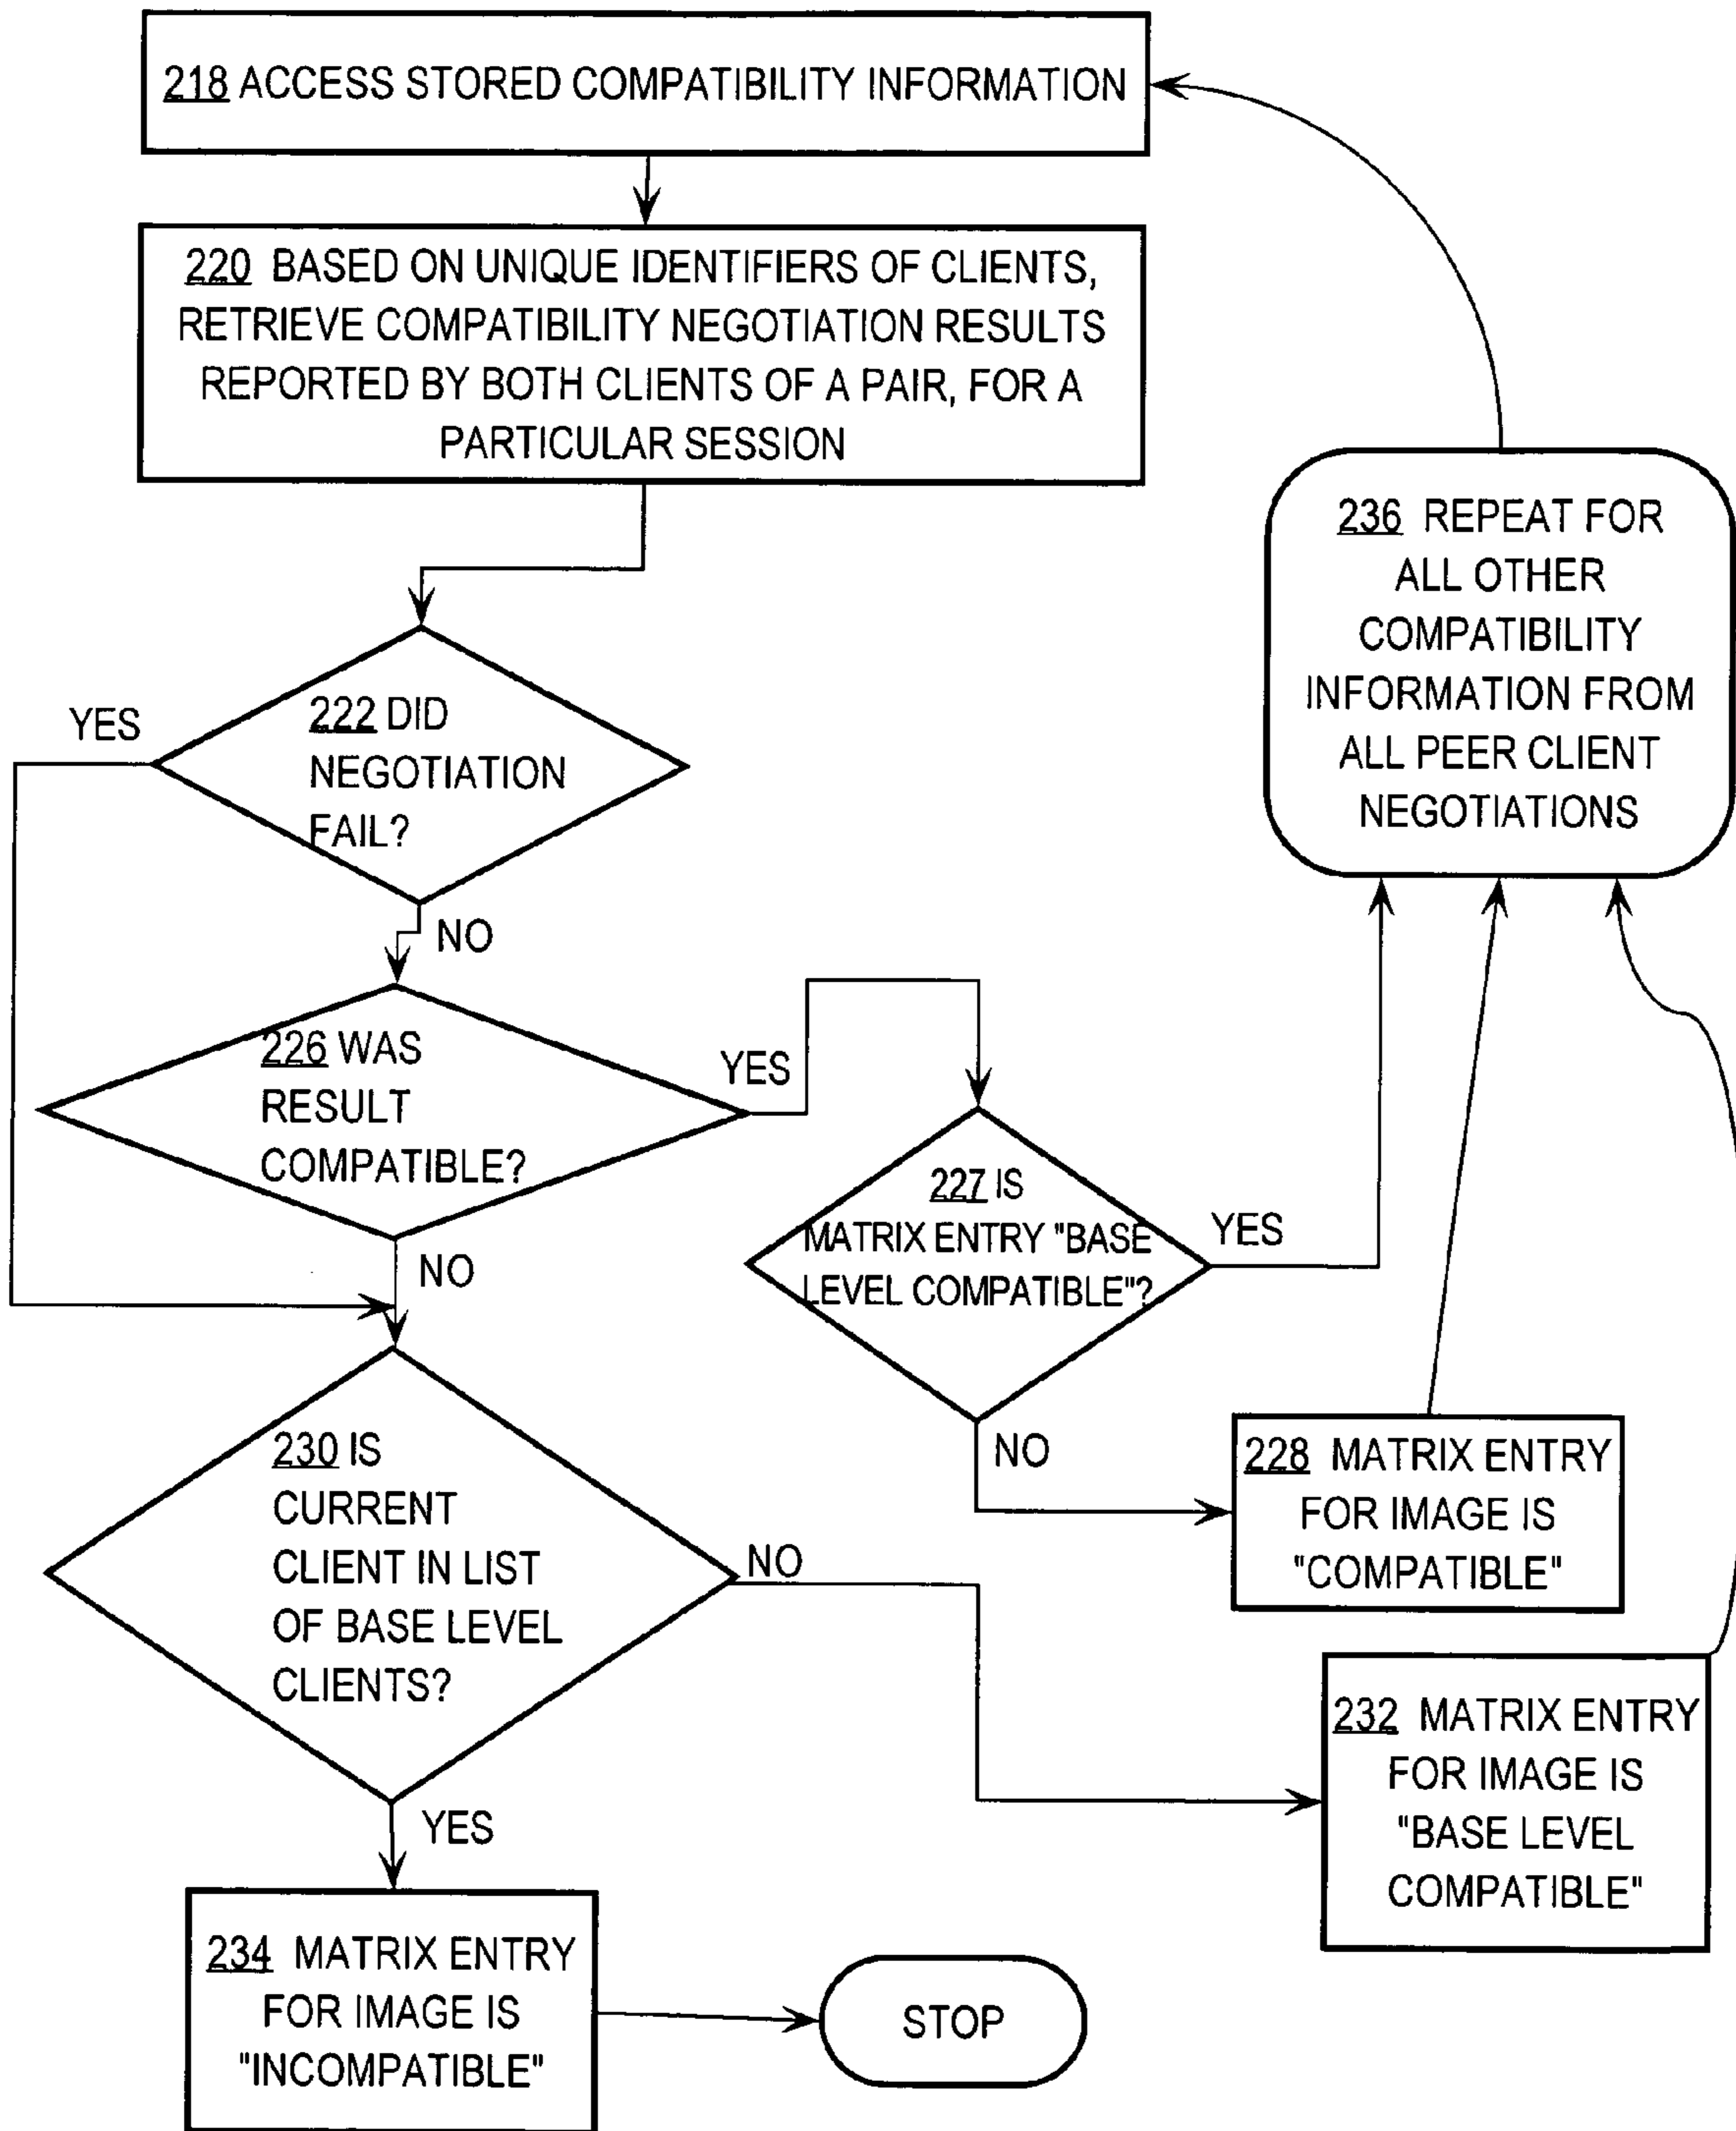 218 ACCESS STORED COMPATIBILITY INFORMATION
220 BASED ON UNIQUE IDENTIFIERS OF CLIENTS,
RETRIEVE COMPATIBILITY NEGOTIATION RESULTS
REPORTED BY BOTH CLIENTS OF A PAIR, FOR A
PARTICULAR SESSION
236 REPEAT FOR
ALL OTHER
COMPATIBILITY
INFORMATION FROM
ALL PEER CLIENT
NEGOTIATIONS
YES
222 DID
NEGOTIATION
FAIL?
NO
226 WAS
RESULT
COMPATIBLE?
YES
NO
227 IS
MATRIX ENTRY "BASE
LEVEL COMPATIBLE"?
YES
NO
228 MATRIX ENTRY
FOR IMAGE IS
"COMPATIBLE"
230 IS
CURRENT
CLIENT IN LIST
OF BASE LEVEL
CLIENTS?
NO
232 MATRIX ENTRY
FOR IMAGE IS
"BASE LEVEL
COMPATIBLE"
YES
234 MATRIX ENTRY
FOR IMAGE IS
"INCOMPATIBLE"
STOP